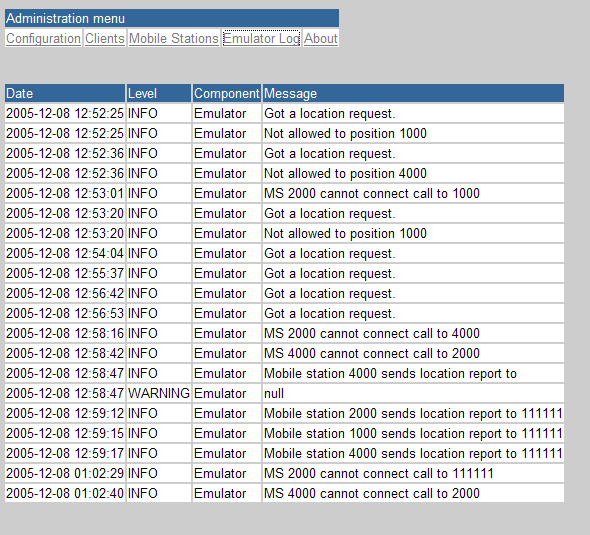 Administration menu
Configuration Clients Mobile Stations Emulator Log About
Date Level Component Message
2005-12-08 12:52:25 INFO Emulator Got a location request.
2005-12-08 12:52:25 INFO Emulator Not allowed to position 1000
2005-12-08 12:52:36 INFO Emulator Got a location request.
2005-12-08 12:52:36 INFO Emulator Not allowed to position 4000
2005-12-08 12:53:01 INFO Emulator MS 2000 cannot connect call to 1000
2005-12-08 12:53:20 INFO Emulator Got a location request.
2005-12-08 12:53:20 INFO Emulator Not allowed to position 1000
2005-12-08 12:54:04 INFO Emulator Got a location request.
2005-12-08 12:55:37 INFO Emulator Got a location request.
2005-12-08 12:56:42 INFO Emulator Got a location request.
2005-12-08 12:56:53 INFO Emulator Got a location request.
2005-12-08 12:58:16 INFO Emulator MS 2000 cannot connect call to 4000
2005-12-08 12:58:42 INFO Emulator MS 4000 cannot connect call to 2000
2005-12-08 12:58:47 INFO Emulator Mobile station 4000 sends location report to
2005-12-08 12:58:47 WARNING Emulator null
2005-12-08 12:59:12 INFO Emulator Mobile station 2000 sends location report to 111111
2005-12-08 12:59:15 INFO Emulator Mobile station 1000 sends location report to 111111
2005-12-08 12:59:17 INFO Emulator Mobile station 4000 sends location report to 111111
2005-12-08 01:02:29 INFO Emulator MS 2000 cannot connect call to 111111
2005-12-08 01:02:40 INFO Emulator MS 4000 cannot connect call to 2000